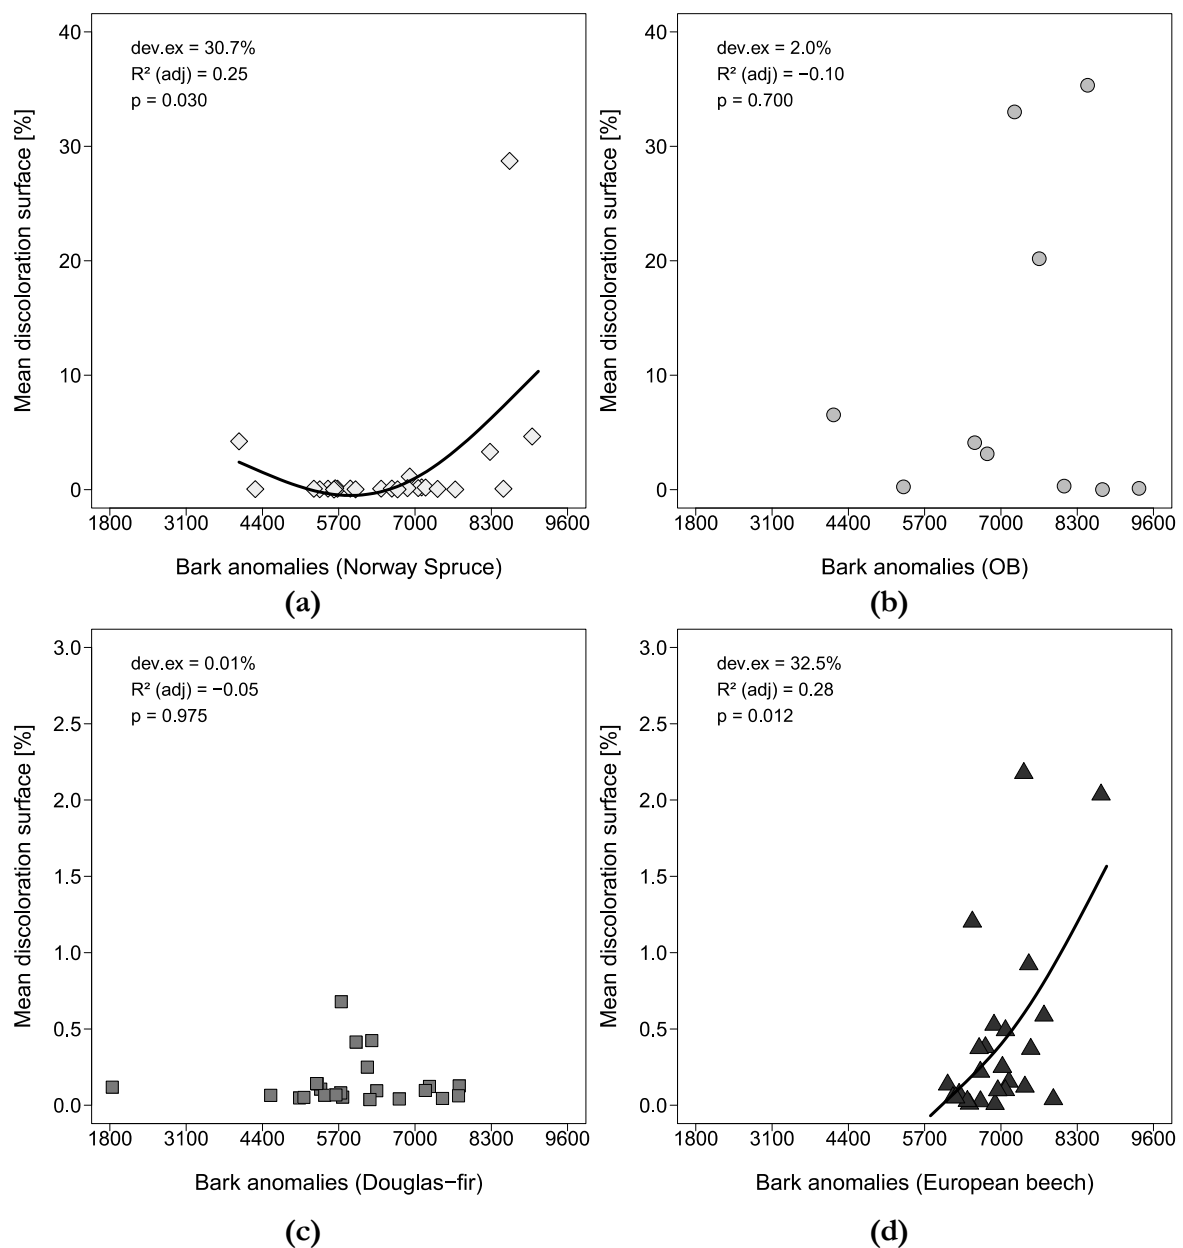 dev.ex = 30.7%
R² (adj) = 0.25
p = 0.030
40
30
20
10
0
Mean discoloration surface [%]
1800 3100 4400 5700 7000 8300 9600
Bark anomalies (Norway Spruce)
(a)
dev.ex = 2.0%
R² (adj) = −0.10
p = 0.700
40
30
20
10
0
Mean discoloration surface [%]
1800 3100 4400 5700 7000 8300 9600
Bark anomalies (OB)
(b)
dev.ex = 0.01%
R² (adj) = −0.05
p = 0.975
3.0
2.5
2.0
1.5
1.0
0.5
0.0
Mean discoloration surface [%]
1800 3100 4400 5700 7000 8300 9600
Bark anomalies (Douglas−fir)
(c)
dev.ex = 32.5%
R² (adj) = 0.28
p = 0.012
3.0
2.5
2.0
1.5
1.0
0.5
0.0
Mean discoloration surface [%]
1800 3100 4400 5700 7000 8300 9600
Bark anomalies (European beech)
(d)